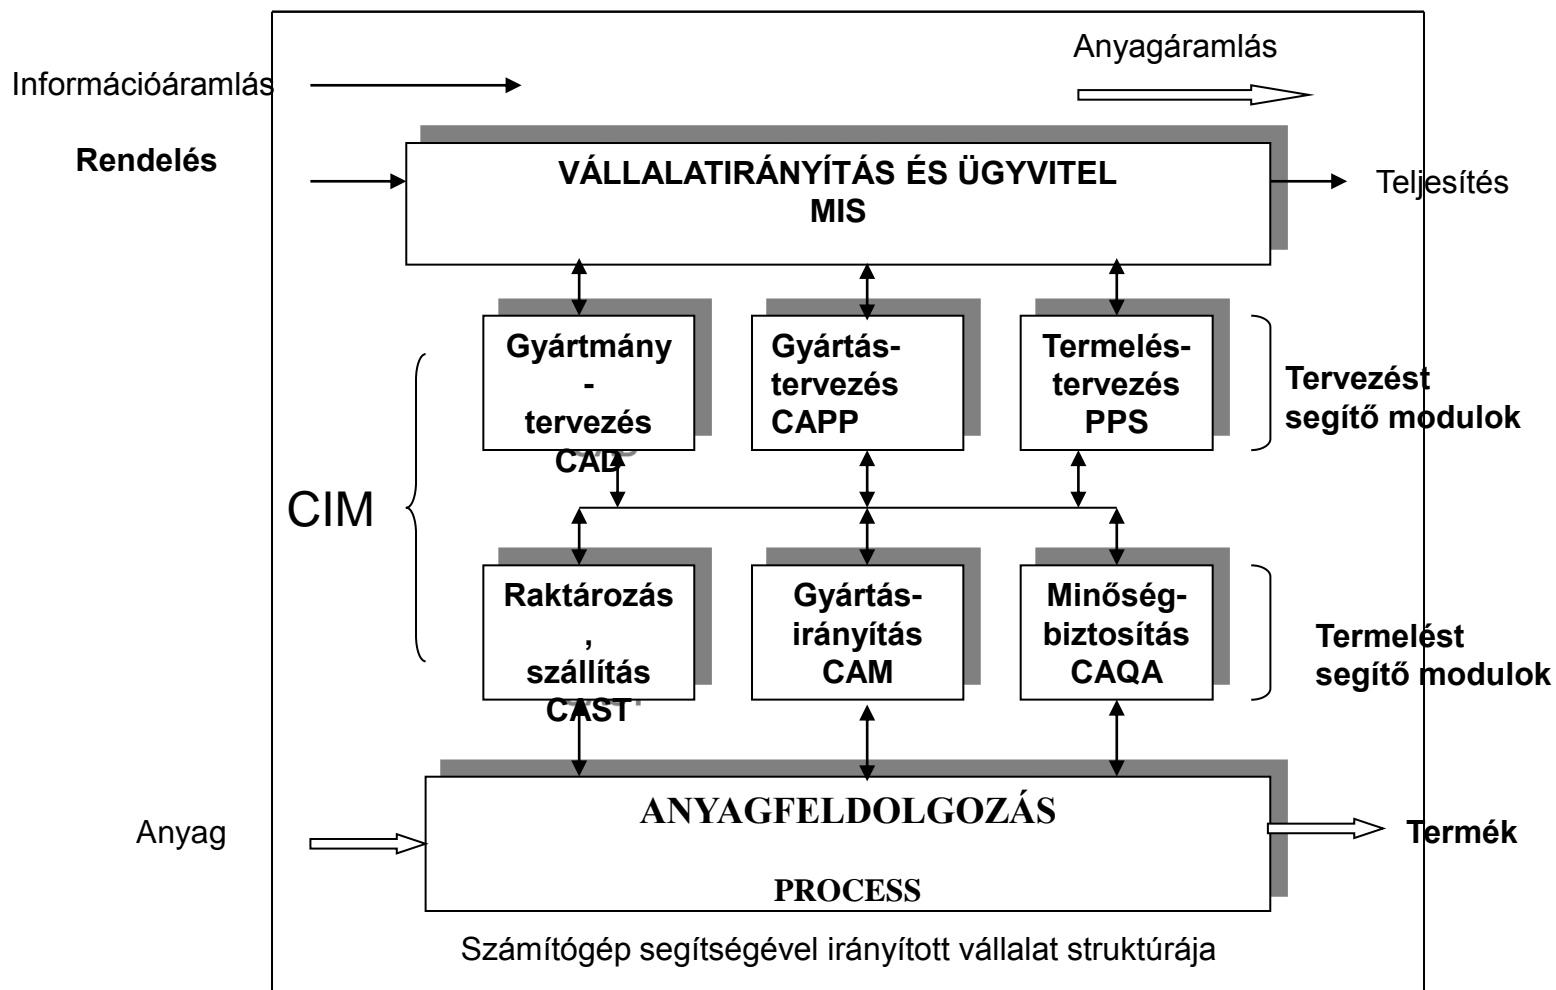 Anyagáramlás
Információáramlás
Rendelés
VÁLLALATIRÁNYÍTÁS ÉS ÜGYVITEL
MIS
Teljesítés
Gyártmány
-
tervezés
CAD
Gyártás-
tervezés
CAPP
Termelés-
tervezés
PPS
Tervezést
segítő modulok
CIM
Raktározás
,
szállítás
CAST
Gyártás-
irányítás
CAM
Minőség-
biztosítás
CAQA
Termelést
segítő modulok
Anyag
ANYAGFELDOLGOZÁS
PROCESS
Termék
Számítógép segítségével irányított vállalat struktúrája